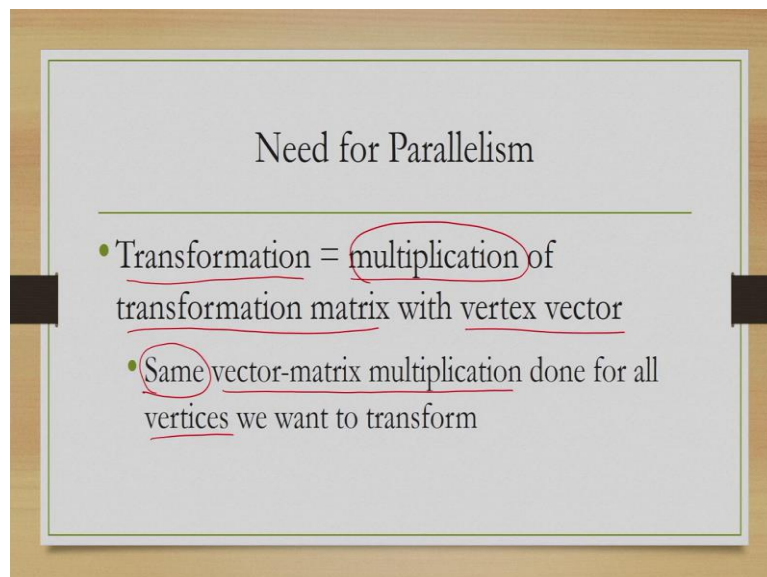 Need for Parallelism
• Transformation = multiplication of
transformation matrix with vertex vector
• Same vector-matrix multiplication done for all
vertices we want to transform